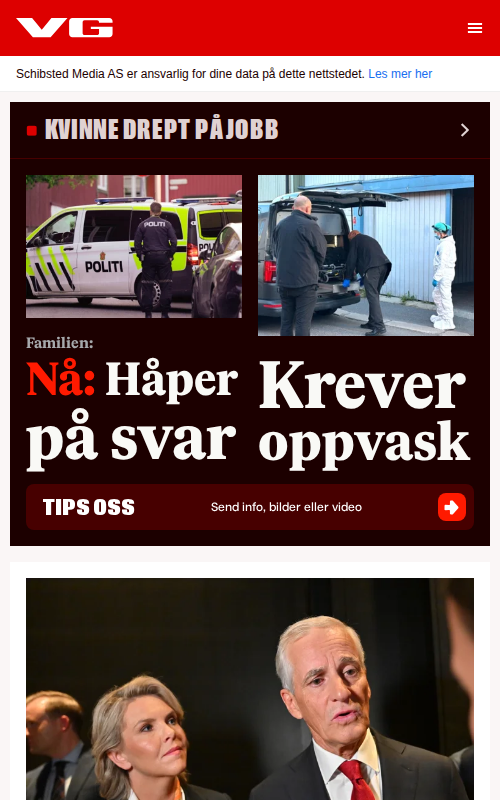 VG
Schibsted Media AS er ansvarlig for dine data på dette nettstedet. Les mer her
KVINNE DREPT PÅ JOBB
POLITI
POLI
Familien:
Nå: Håper
på svar
Krever
oppvask
TIPS OSS
Send info, bilder eller video